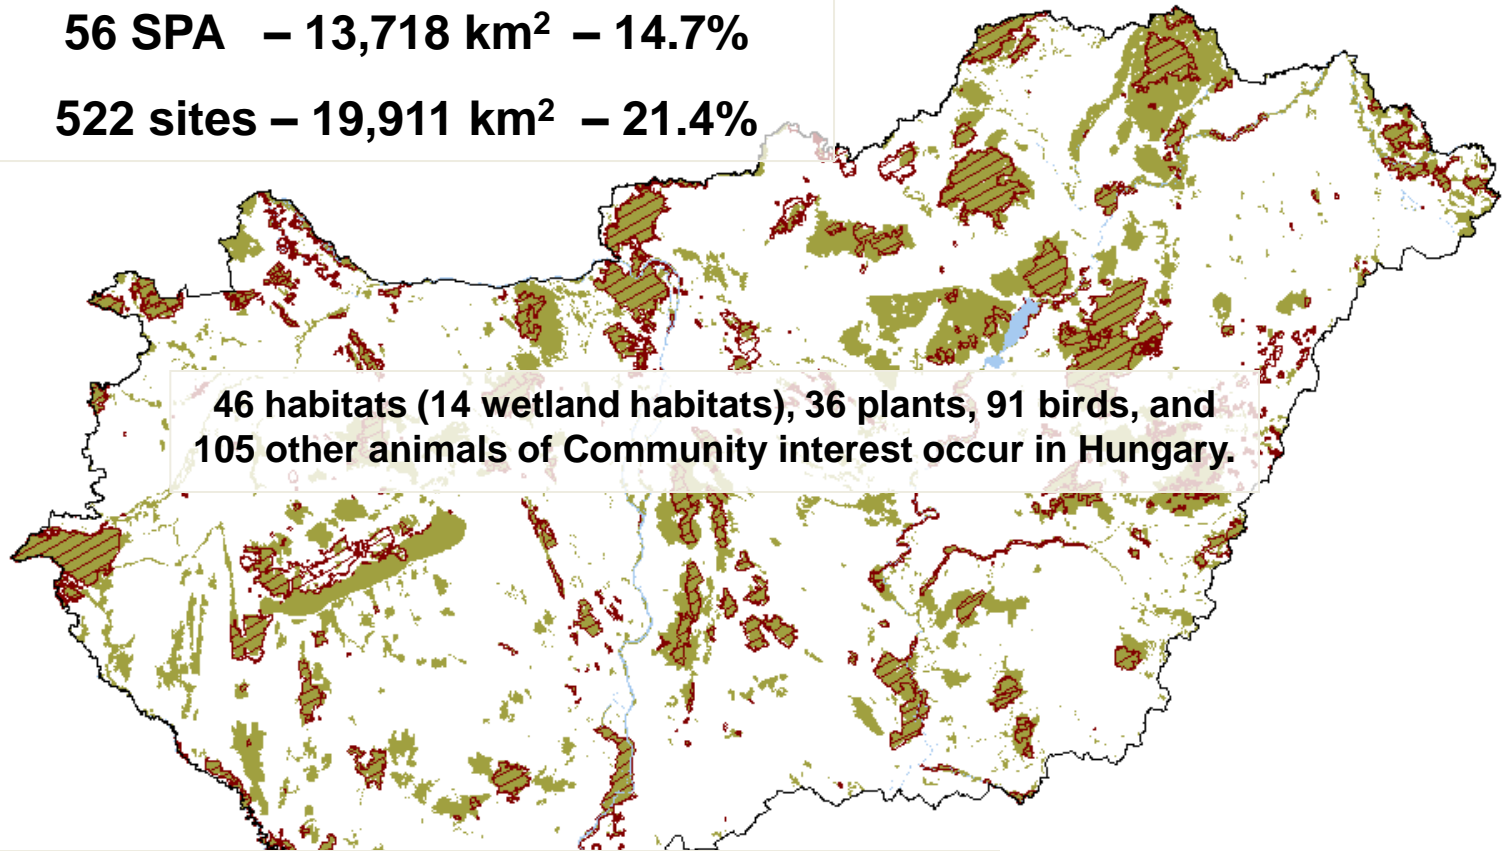 56 SPA – 13,718 km² – 14.7%
522 sites – 19,911 km² – 21.4%
46 habitats (14 wetland habitats), 36 plants, 91 birds, and
105 other animals of Community interest occur in Hungary.